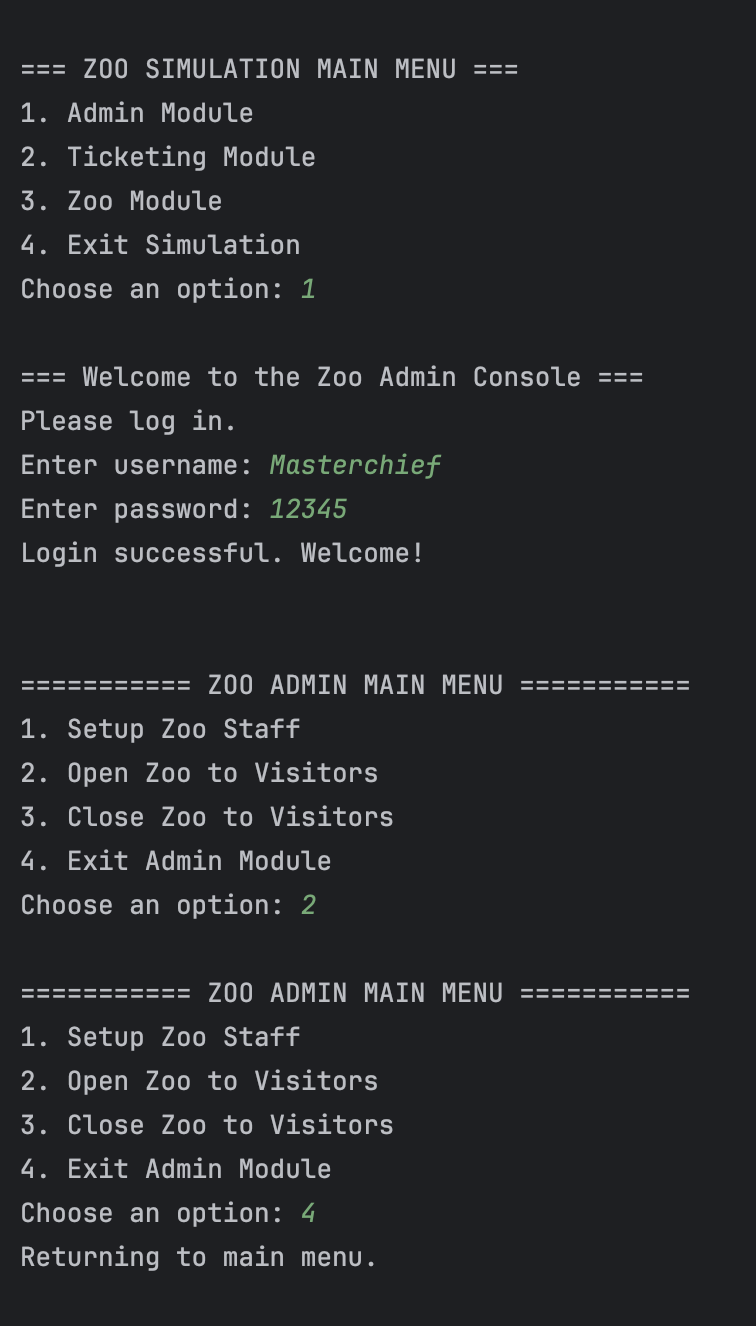 === ZOO SIMULATION MAIN MENU ===
1. Admin Module
2. Ticketing Module
3. Zoo Module
4. Exit Simulation
Choose an option: 1
=== Welcome to the Zoo Admin Console ===
Please log in.
Enter username: Masterchief
Enter password: 12345
Login successful. Welcome!
=========== ZOO ADMIN MAIN MENU ===========
1. Setup Zoo Staff
2. Open Zoo to Visitors
3. Close Zoo to Visitors
4. Exit Admin Module
Choose an option: 2
=========== ZOO ADMIN MAIN MENU ===========
1. Setup Zoo Staff
2. Open Zoo to Visitors
3. Close Zoo to Visitors
4. Exit Admin Module
Choose an option: 4
Returning to main menu.